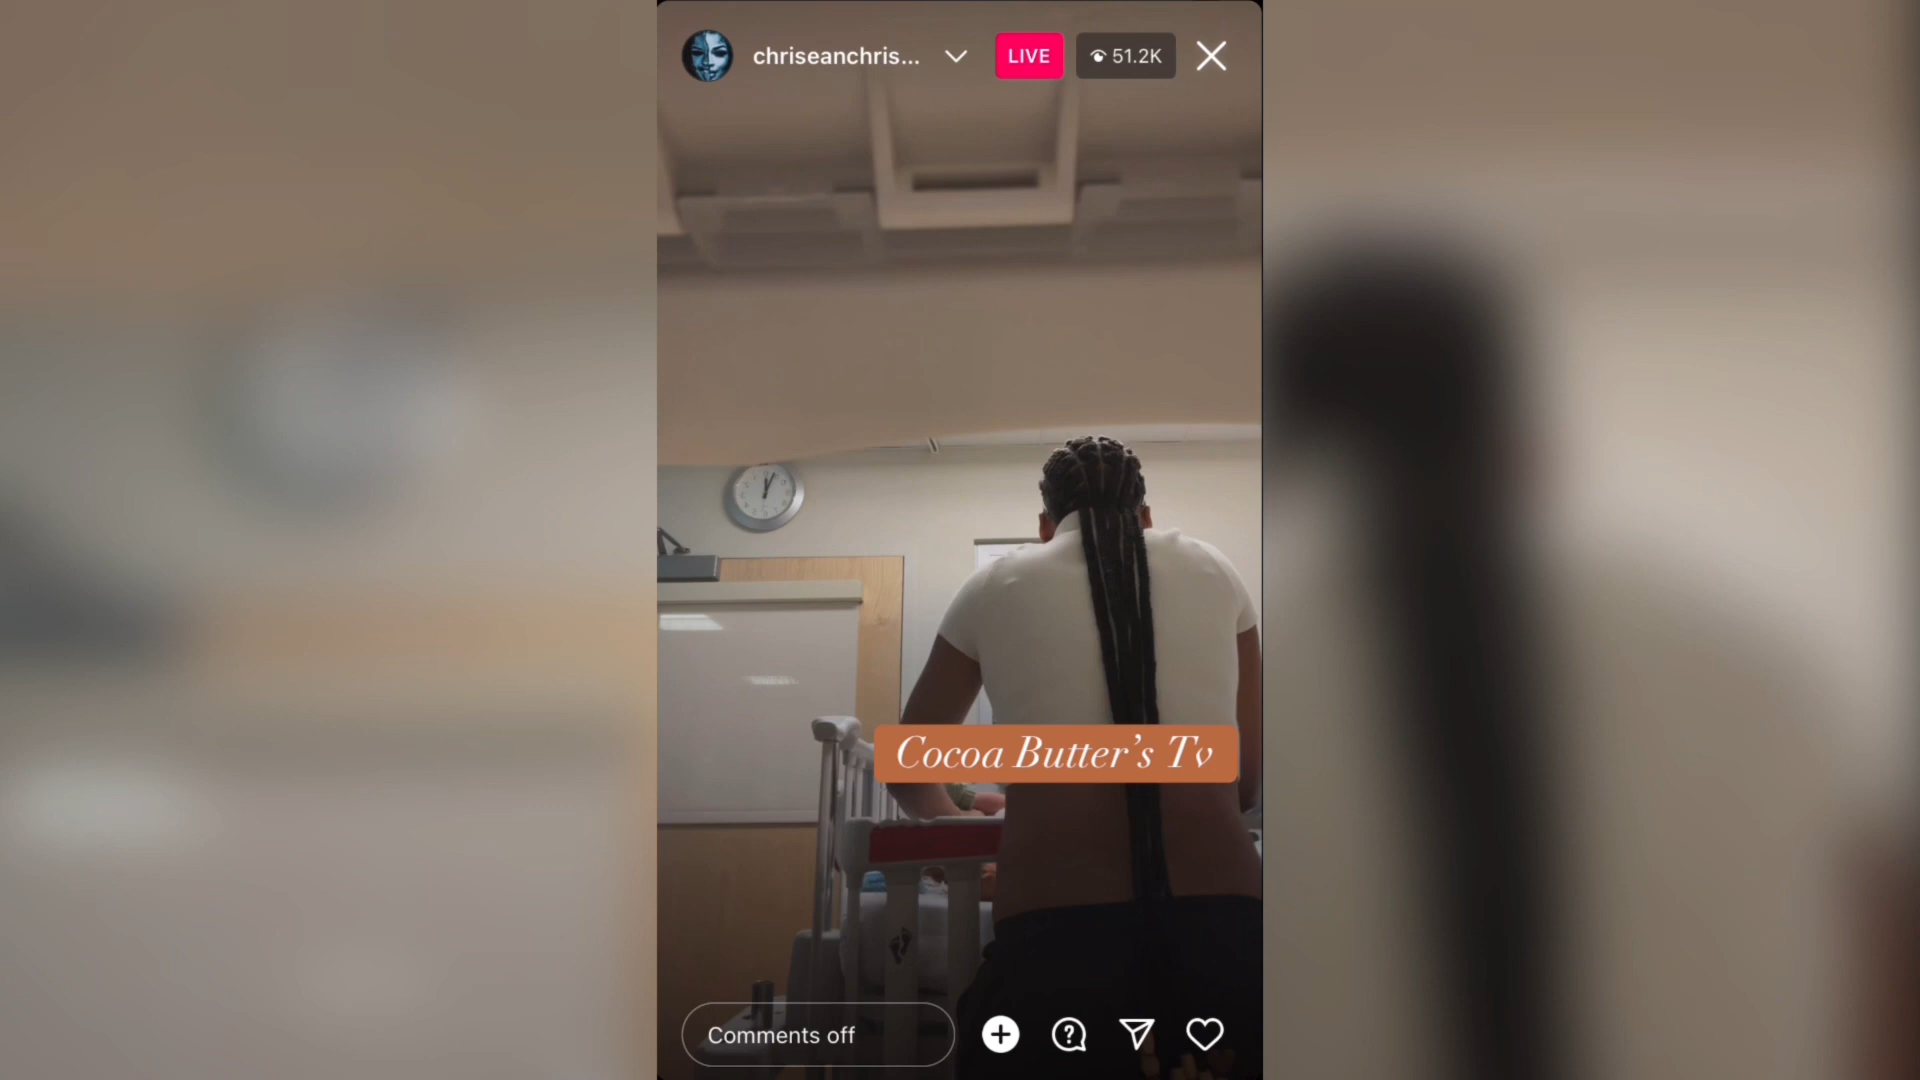 chriseanchris...
LIVE
51.2K
Cocoa Butter's Tv
Comments off